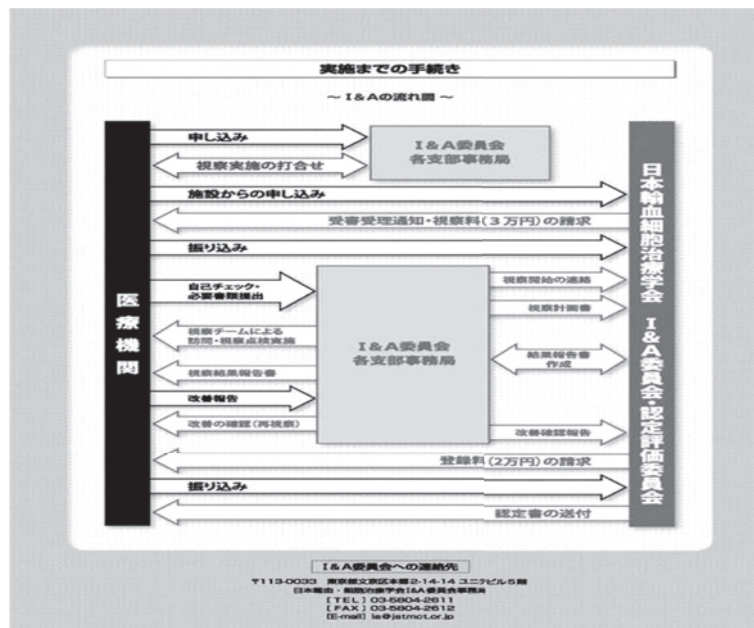 実施までの手続き
～ I&Aの流れ図 ～
医療機関
日本輸血細胞治療学会 I&A委員会・認定評価委員会
申し込み
I&A委員会
各支部事務局
視察実施の打合せ
施設からの申し込み
受審受理通知・視察料(3万円)の請求
振り込み
自己チェック・
必要書類提出
視察開始の連絡
視察計画書
視察チームによる
訪問・視察点検実施
I&A委員会
各支部事務局
結果報告書
作成
視察結果報告書
改善報告
改善の確認(再視察)
改善確認報告
登録料(2万円)の請求
振り込み
認定書の送付
I&A委員会への連絡先
〒113-0033 東京都文京区本郷2-14-14 ユニテビル5階
日本輸血・細胞治療学会I&A委員会事務局
[TEL] 03-5804-2611
[FAX] 03-5804-2612
[E-mail] ia@jstmct.or.jp